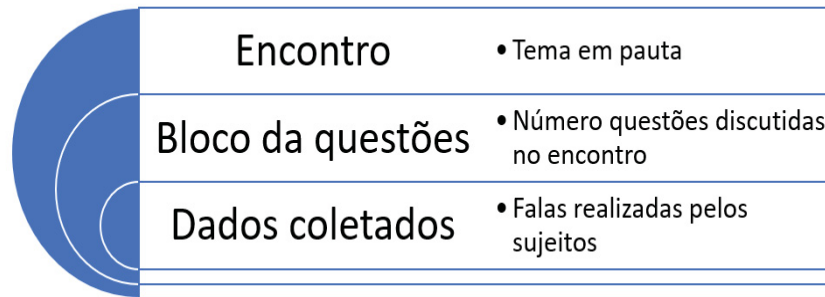 Encontro
• Tema em pauta
Bloco da questões
• Número questões discutidas
no encontro
Dados coletados
• Falas realizadas pelos
sujeitos